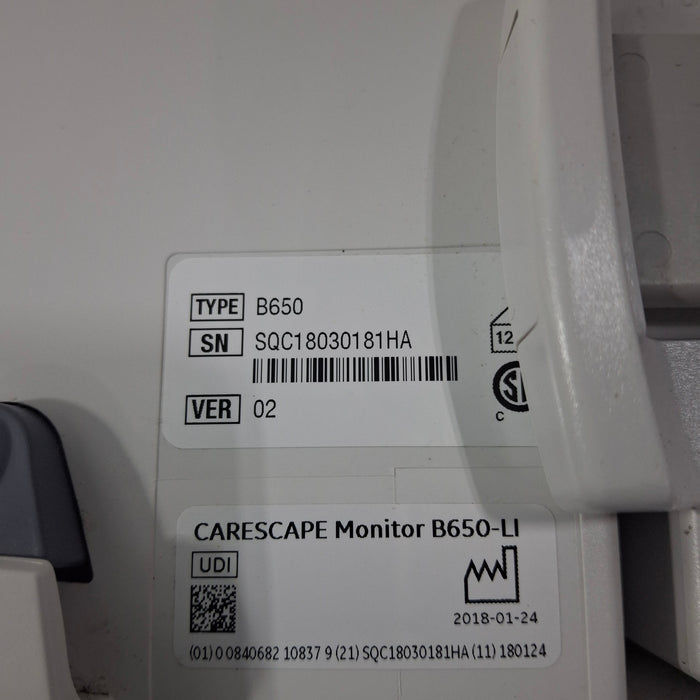 TYPE B650
SN SQC18030181HA
12
VER 02
C
CARESCAPE Monitor B650-LI
UDI
2018-01-24
(01) 0 0840682 10837 9 (21) SQC18030181HA (11) 180124